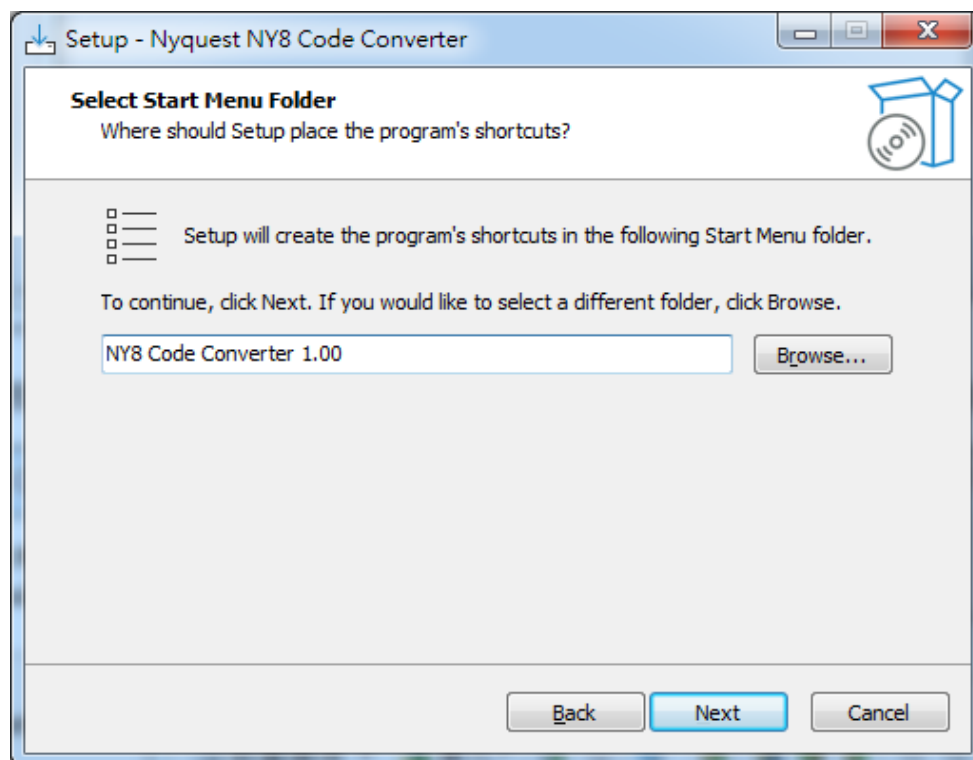 Setup - Nyquest NY8 Code Converter
Select Start Menu Folder
Where should Setup place the program's shortcuts?
Setup will create the program's shortcuts in the following Start Menu folder.
To continue, click Next. If you would like to select a different folder, click Browse.
NY8 Code Converter 1.00
Browse...
Back
Next
Cancel